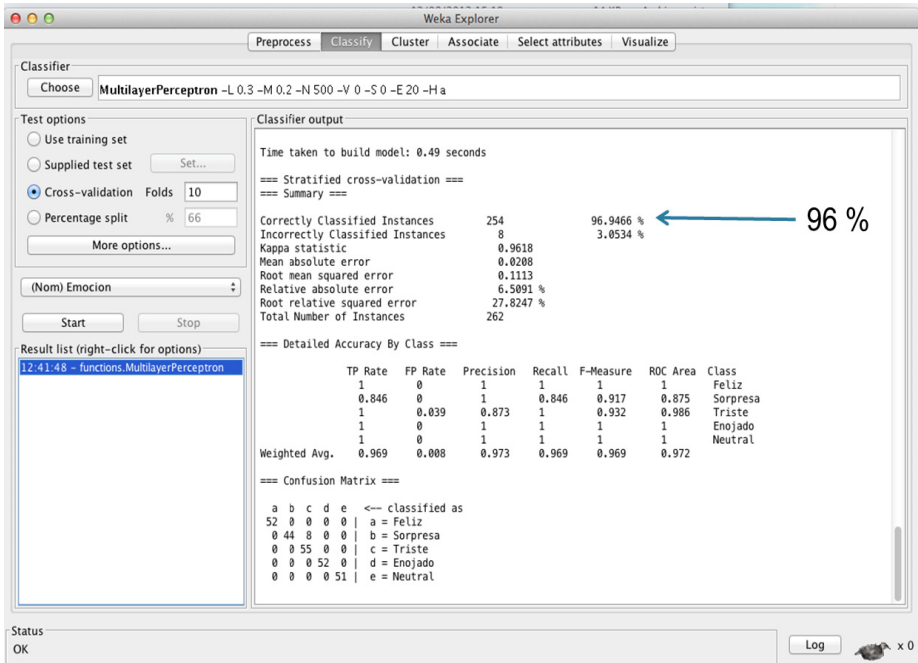 Weka Explorer
Preprocess Classify Cluster Associate Select attributes Visualize
Classifier
Choose MultilayerPerceptron -L 0.3 -M 0.2 -N 500 -V 0 -S 0 -E 20 -H a
Test options
Use training set
Supplied test set Set...
Cross-validation Folds 10
Percentage split % 66
More options...
(Nom) Emocion
Start Stop
Result list (right-click for options)
12:41:48 - functions.MultilayerPerceptron
Classifier output
Time taken to build model: 0.49 seconds
=== Stratified cross-validation ===
=== Summary ===
Correctly Classified Instances 254 96.9466 %
96 %
Incorrectly Classified Instances 8 3.0534 %
Kappa statistic 0.9618
Mean absolute error 0.0208
Root mean squared error 0.1113
Relative absolute error 6.5091 %
Root relative squared error 27.8247 %
Total Number of Instances 262
=== Detailed Accuracy By Class ===
TP Rate FP Rate Precision Recall F-Measure ROC Area Class
1 0 1 1 1 1 Feliz
0.846 0 1 0.846 0.917 0.875 Sorpresa
1 0.039 0.873 1 0.932 0.986 Triste
1 0 1 1 1 1 Enojado
1 0 1 1 1 1 Neutral
Weighted Avg. 0.969 0.008 0.973 0.969 0.969 0.972
=== Confusion Matrix ===
a b c d e <-- classified as
52 0 0 0 0 | a = Feliz
0 44 8 0 0 | b = Sorpresa
0 0 55 0 0 | c = Triste
0 0 0 52 0 | d = Enojado
0 0 0 0 51 | e = Neutral
Status
OK
Log x 0